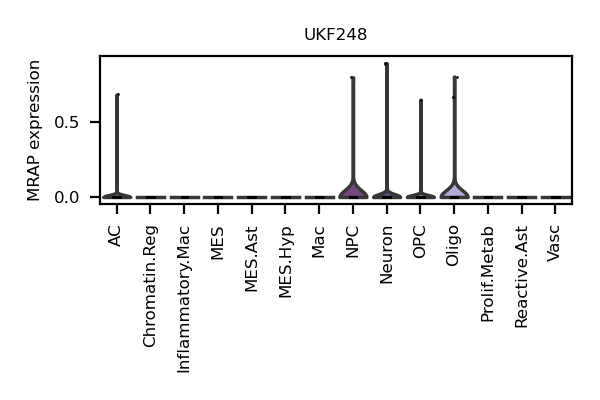 UKF248
MRAP expression
0.5
0.0
AC
Chromatin.Reg
Inflammatory.Mac
MES
MES.Ast
MES.Hyp
Mac
NPC
Neuron
OPC
Oligo
Prolif.Metab
Reactive.Ast
Vasc